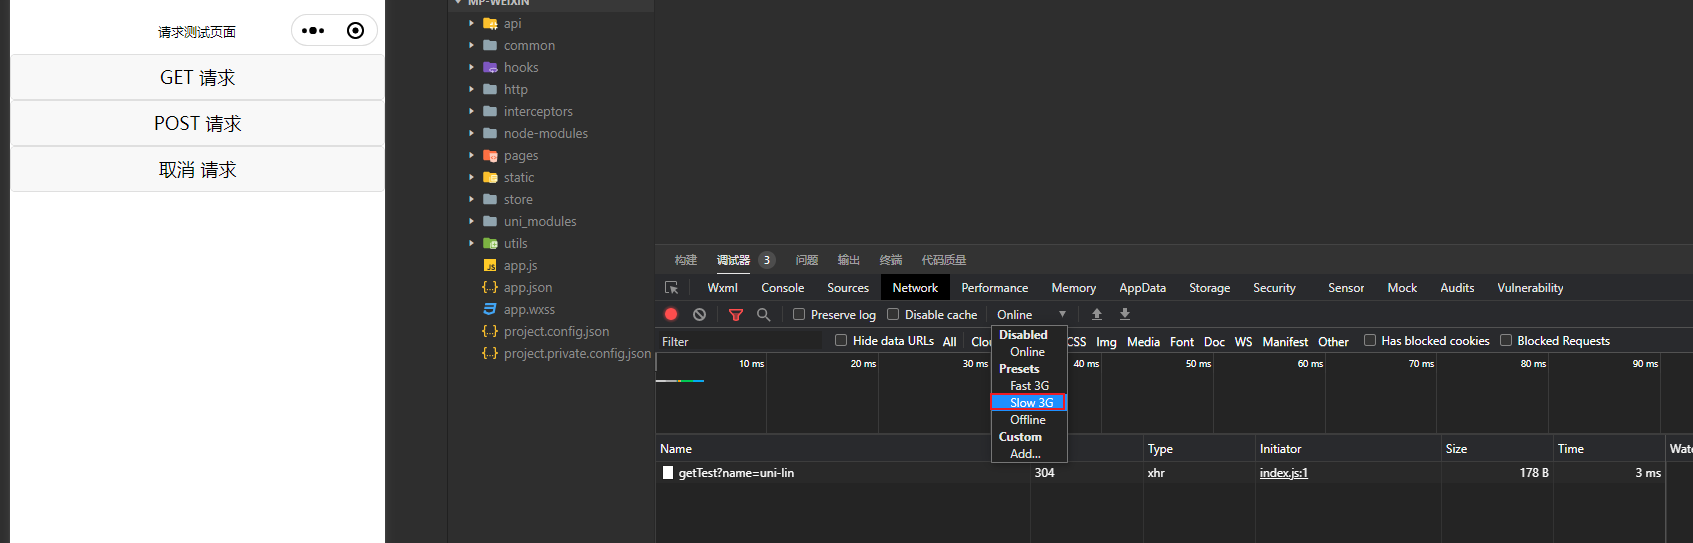 请求测试页面
GET 请求
POST 请求
取消 请求
MP-WEIXIN
api
common
hooks
http
interceptors
node-modules
pages
static
store
uni_modules
utils
app.js
app.json
app.wxss
project.config.json
project.private.config.json
构建 调试器 3 问题 输出 终端 代码质量
Wxml Console Sources Network Performance Memory AppData Storage Security Sensor Mock Audits Vulnerability
Preserve log Disable cache Online
Filter Hide data URLs All Clou CSS Img Media Font Doc WS Manifest Other Has blocked cookies Blocked Requests
Disabled
Online
Presets
Fast 3G
Slow 3G
Offline
Custom
Add...
10 ms 20 ms 30 ms 40 ms 50 ms 60 ms 70 ms 80 ms 90 ms
Name Type Initiator Size Time Wate
getTest?name=uni-lin 304 xhr index.js:1 178 B 3 ms